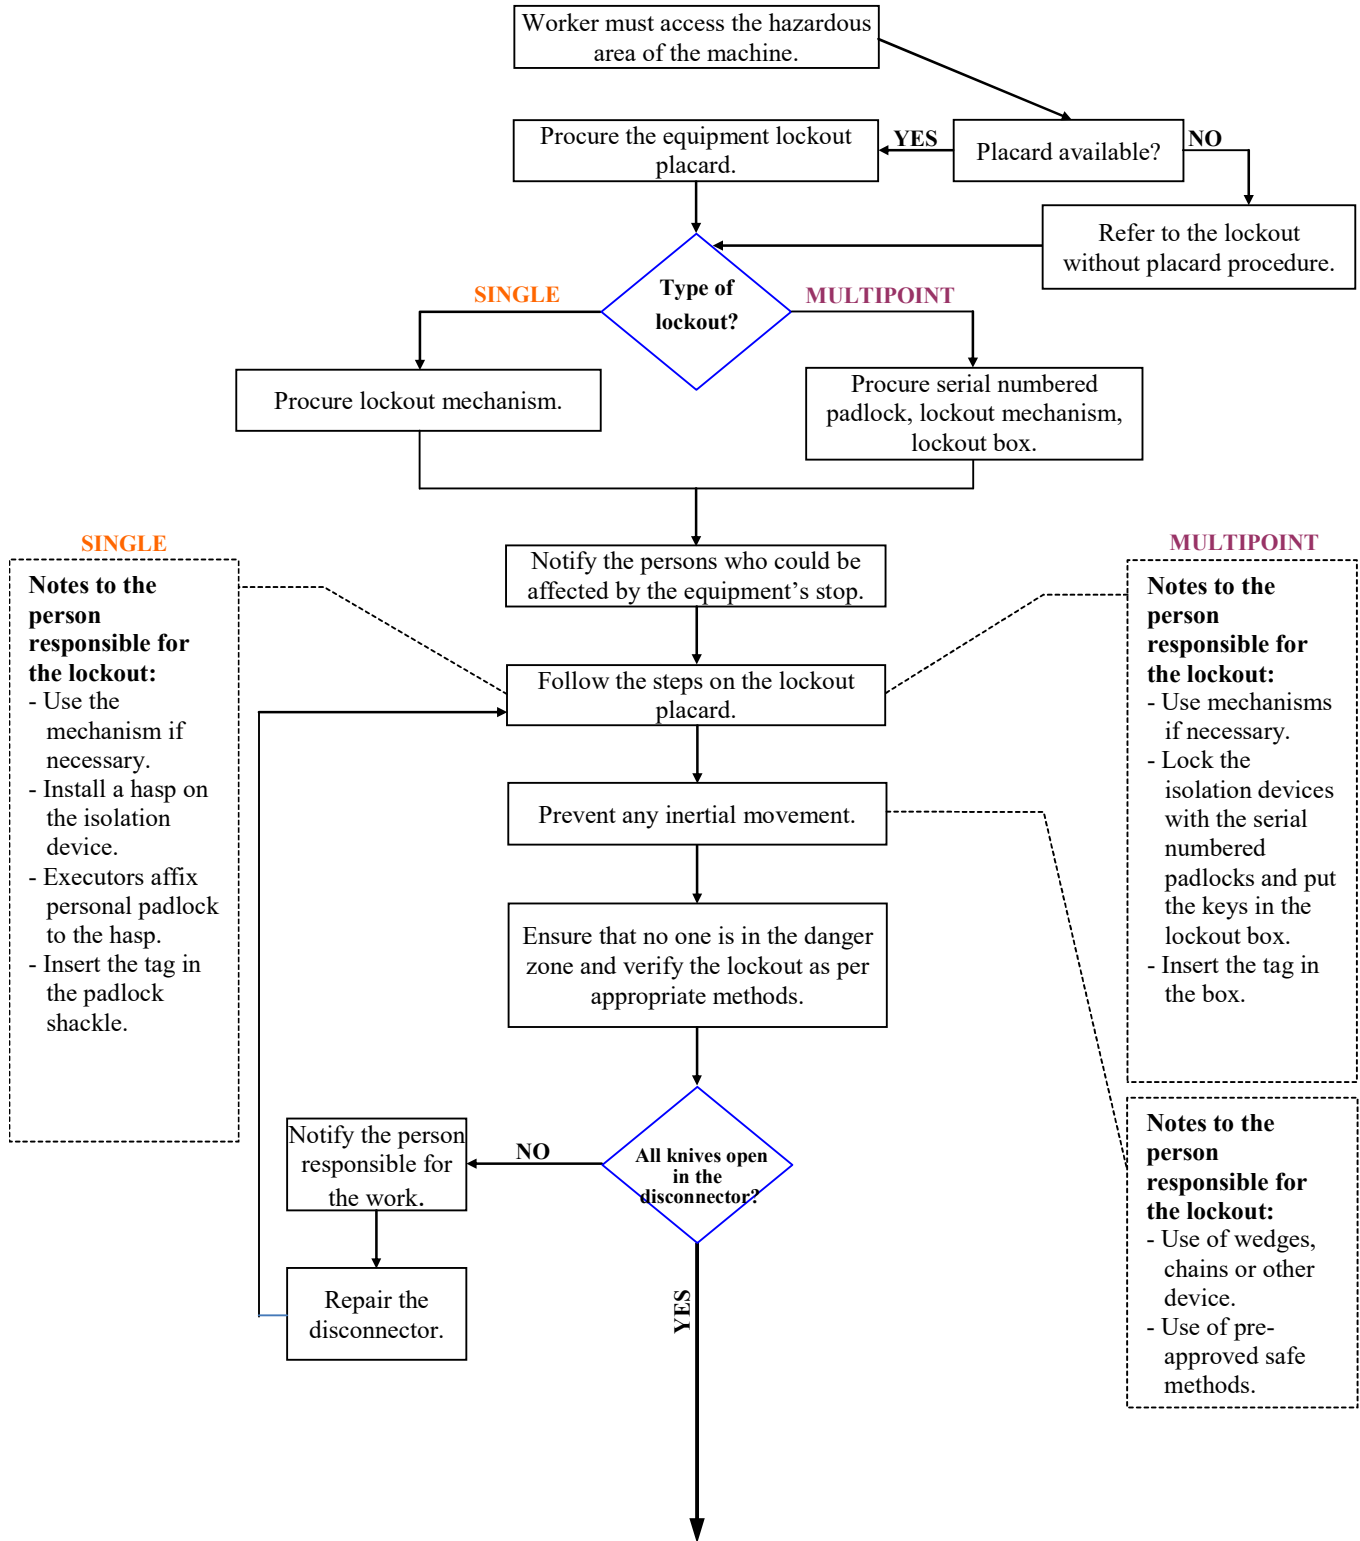 Worker must access the hazardous
area of the machine.
Procure the equipment lockout
placard.
YES
Placard available?
NO
Refer to the lockout
without placard procedure.
Type of
lockout?
SINGLE
MULTIPOINT
Procure lockout mechanism.
Procure serial numbered
padlock, lockout mechanism,
lockout box.
SINGLE
Notes to the
person
responsible for
the lockout:
- Use the
mechanism if
necessary.
- Install a hasp on
the isolation
device.
- Executors affix
personal padlock
to the hasp.
- Insert the tag in
the padlock
shackle.
Notify the persons who could be
affected by the equipment’s stop.
Follow the steps on the lockout
placard.
Prevent any inertial movement.
Ensure that no one is in the danger
zone and verify the lockout as per
appropriate methods.
MULTIPOINT
Notes to the
person
responsible for
the lockout:
- Use mechanisms
if necessary.
- Lock the
isolation devices
with the serial
numbered
padlocks and put
the keys in the
lockout box.
- Insert the tag in
the box.
Notes to the
person
responsible for
the lockout:
- Use of wedges,
chains or other
device.
- Use of pre-
approved safe
methods.
All knives open
in the
disconnector?
NO
Notify the person
responsible for
the work.
Repair the
disconnector.
YES